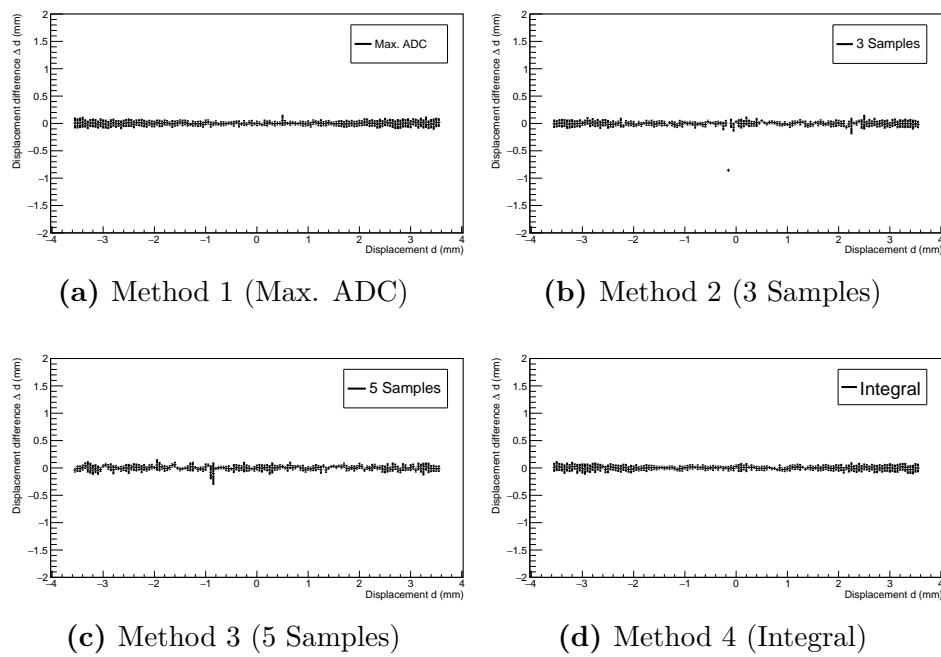 Displacement difference Δ d (mm)
2
1.5
1
0.5
0
−0.5
−1
−1.5
−2
Max. ADC
−4 −3 −2 −1 0 1 2 3 4
Displacement d (mm)
(a) Method 1 (Max. ADC)
Displacement difference Δ d (mm)
2
1.5
1
0.5
0
−0.5
−1
−1.5
−2
3 Samples
−4 −3 −2 −1 0 1 2 3 4
Displacement d (mm)
(b) Method 2 (3 Samples)
Displacement difference Δ d (mm)
2
1.5
1
0.5
0
−0.5
−1
−1.5
−2
5 Samples
−4 −3 −2 −1 0 1 2 3 4
Displacement d (mm)
(c) Method 3 (5 Samples)
Displacement difference Δ d (mm)
2
1.5
1
0.5
0
−0.5
−1
−1.5
−2
Integral
−4 −3 −2 −1 0 1 2 3 4
Displacement d (mm)
(d) Method 4 (Integral)